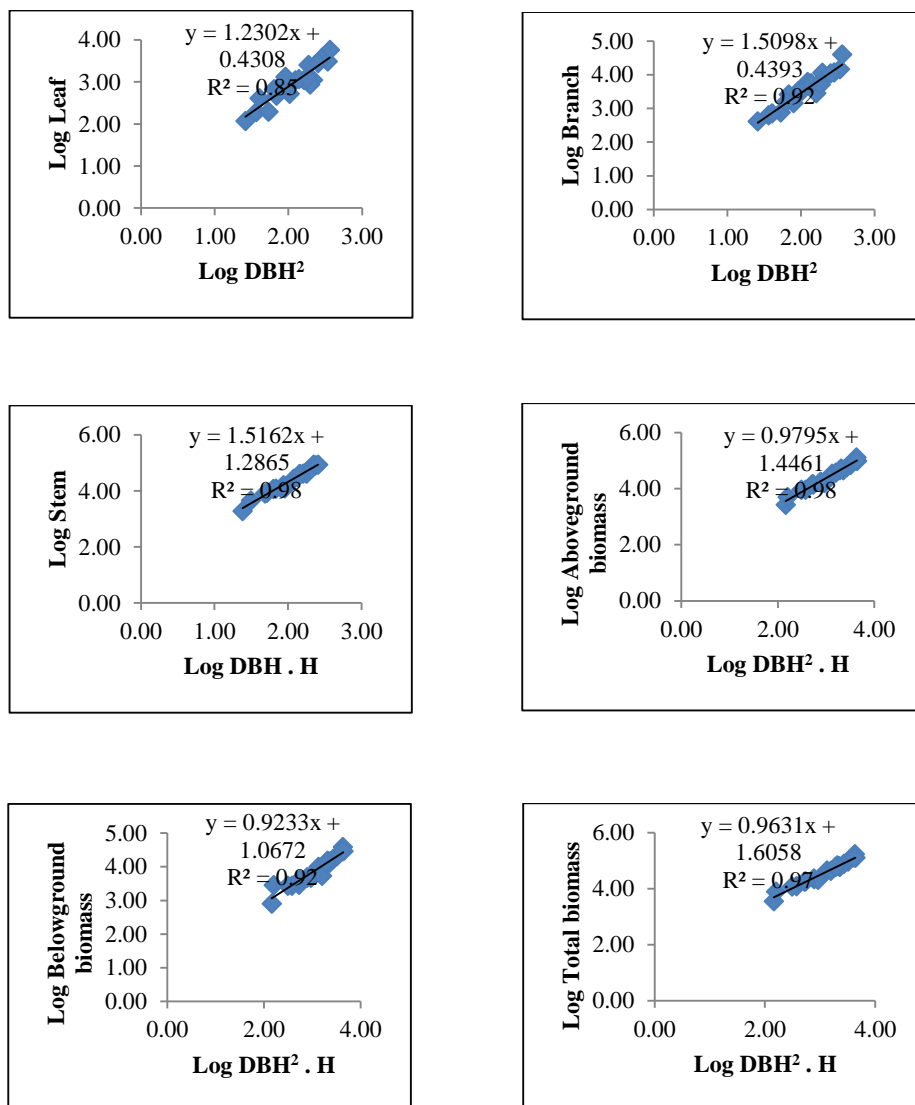 4.00
3.00
2.00
1.00
0.00
Log Leaf
y = 1.2302x +
0.4308
R² = 0.85
0.00 1.00 2.00 3.00
Log DBH²
5.00
4.00
3.00
2.00
1.00
0.00
Log Branch
y = 1.5098x +
0.4393
R² = 0.92
0.00 1.00 2.00 3.00
Log DBH²
6.00
4.00
2.00
0.00
Log Stem
y = 1.5162x +
1.2865
R² = 0.98
0.00 1.00 2.00 3.00
Log DBH . H
6.00
4.00
2.00
0.00
Log Aboveground
biomass
y = 0.9795x +
1.4461
R² = 0.98
0.00 2.00 4.00
Log DBH² . H
5.00
4.00
3.00
2.00
1.00
0.00
Log Belowground
biomass
y = 0.9233x +
1.0672
R² = 0.92
0.00 2.00 4.00
Log DBH² . H
6.00
4.00
2.00
0.00
Log Total biomass
y = 0.9631x +
1.6058
R² = 0.97
0.00 2.00 4.00
Log DBH² . H